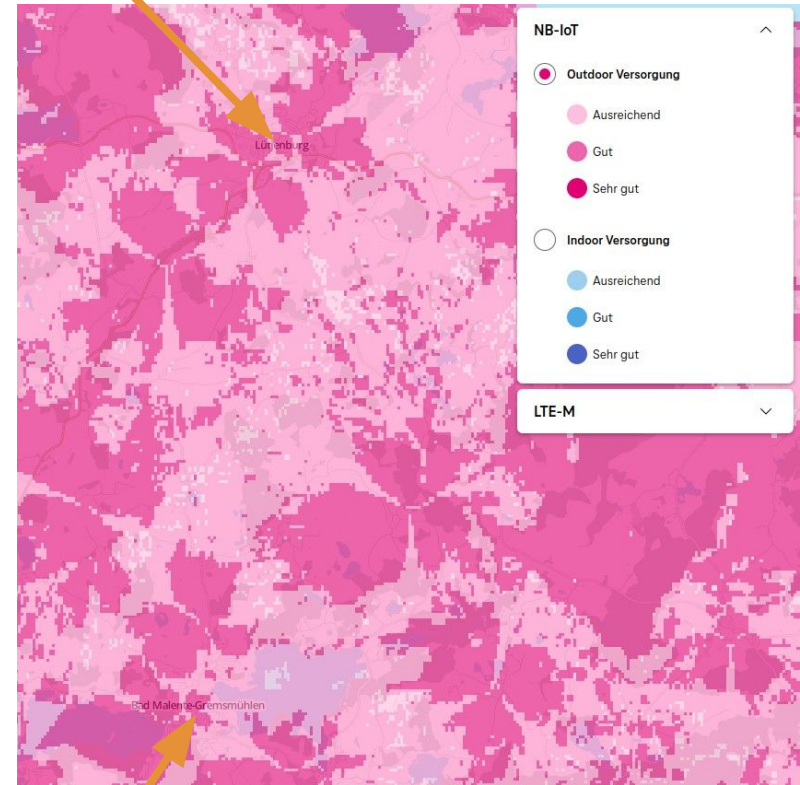 NB-IoT
Outdoor Versorgung
Ausreichend
Gut
Sehr gut
Indoor Versorgung
Ausreichend
Gut
Sehr gut
LTE-M
Lütjenburg
Bad Malente-Gremsmühlen